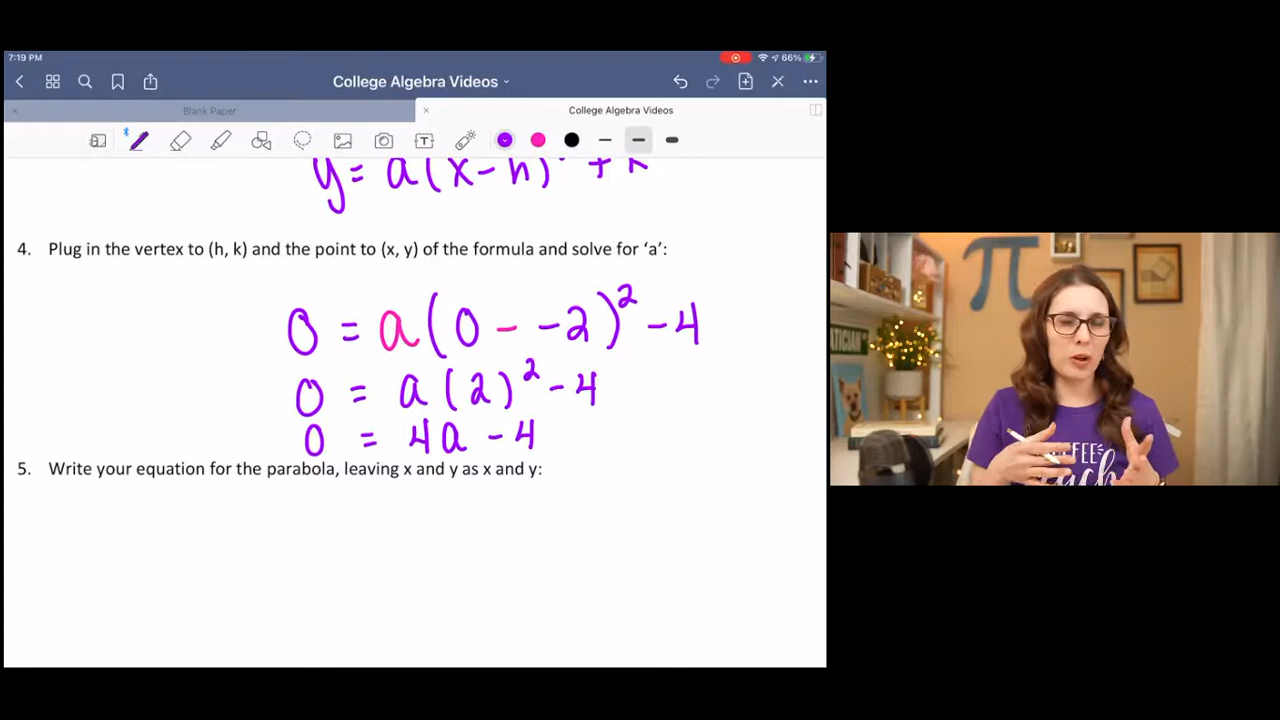 7:19 PM
66%
College Algebra Videos
Blank Paper
College Algebra Videos
y = a(x-h)² + k
4. Plug in the vertex to (h, k) and the point to (x, y) of the formula and solve for ‘a’:
0 = a(0 - -2)² - 4
0 = a(2)² - 4
0 = 4a - 4
5. Write your equation for the parabola, leaving x and y as x and y: